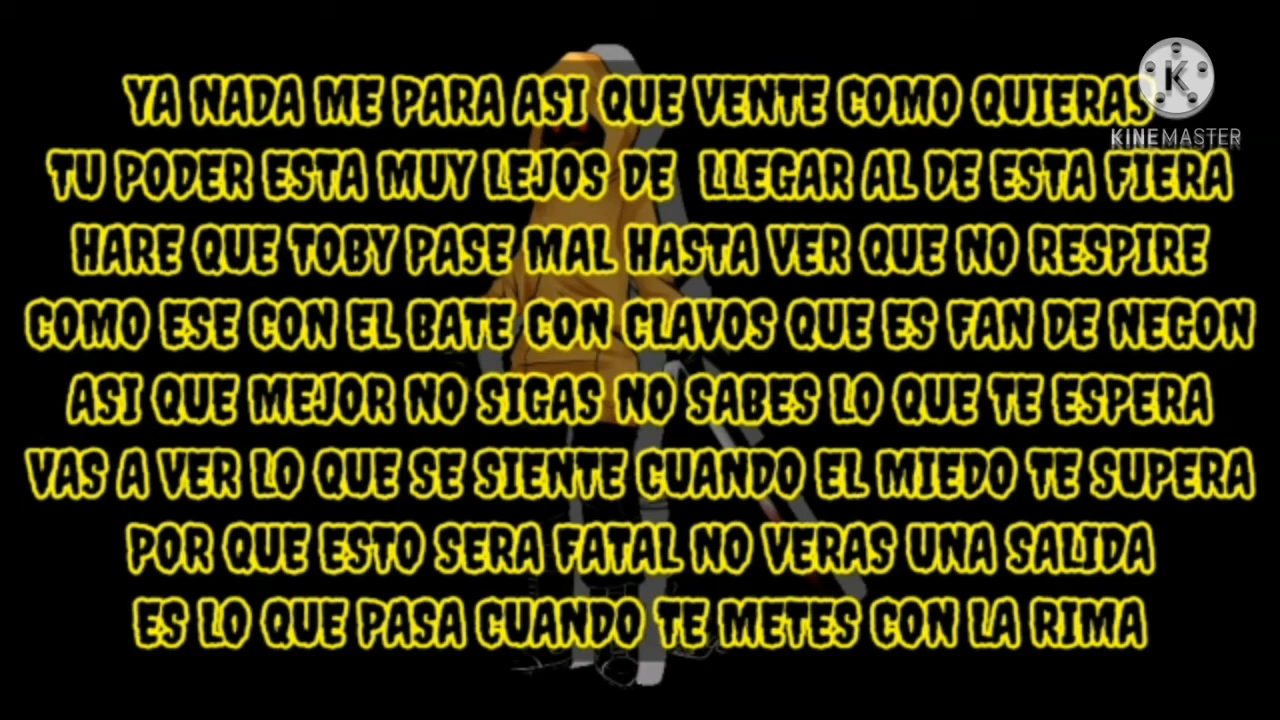 YA NADA ME PARA ASI QUE VENTE COMO QUIERAS
KINEMASTER
TU PODER ESTA MUY LEJOS DE LLEGAR AL DE ESTA FIERA
HARE QUE TOBY PASE MAL HASTA VER QUE NO RESPIRE
COMO ESE CON EL BATE CON CLAVOS QUE ES FAN DE NEGON
ASI QUE MEJOR NO SIGAS NO SABES LO QUE TE ESPERA
VAS A VER LO QUE SE SIENTE CUANDO EL MIEDO TE SUPERA
POR QUE ESTO SERA FATAL NO VERAS UNA SALIDA
ES LO QUE PASA CUANDO TE METES CON LA RIMA